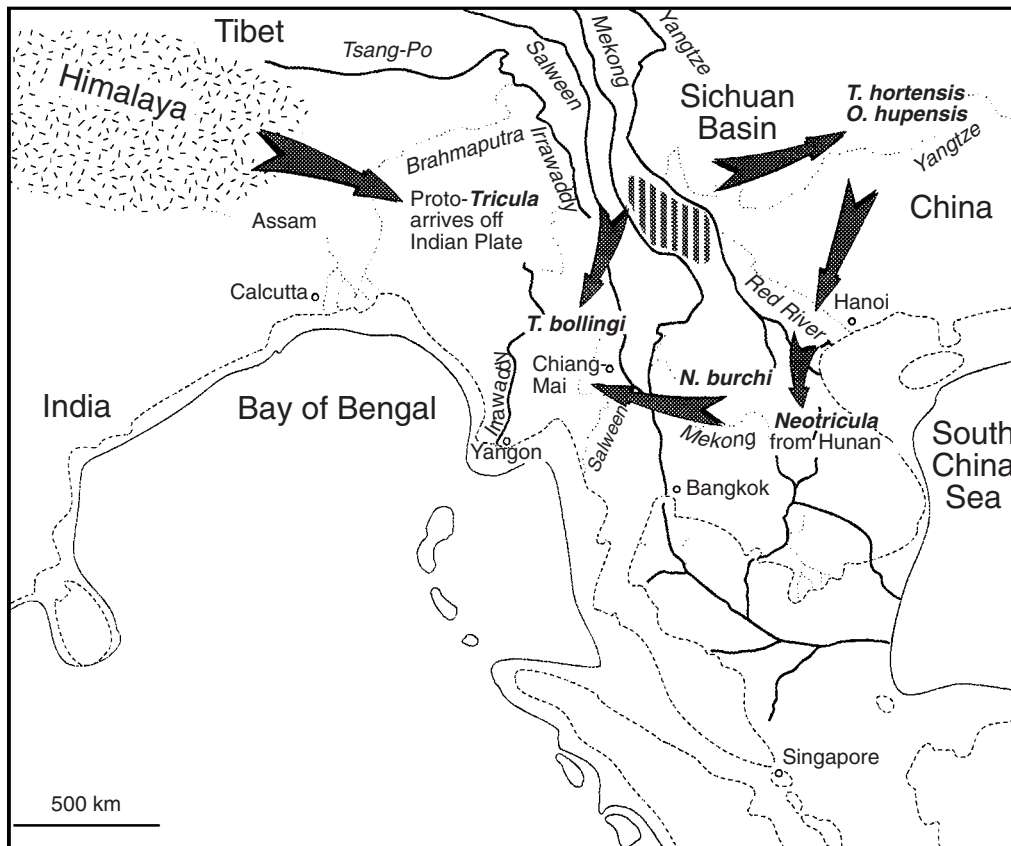 Tibet
Tsang-Po
Himalaya
Salween
Mekong
Yangtze
Sichuan
Basin
T. hortensis
O. hupensis
Yangtze
Brahmaputra
Irrawaddy
Proto-Tricula
arrives off
Indian Plate
China
Assam
Calcutta
Red River
Hanoi
T. bollingi
Chiang-
Mai
N. burchi
India
Bay of Bengal
Irrawaddy
Yangon
Salween
Mekong
Neotricula
from Hunan
South
China
Sea
Bangkok
Singapore
500 km